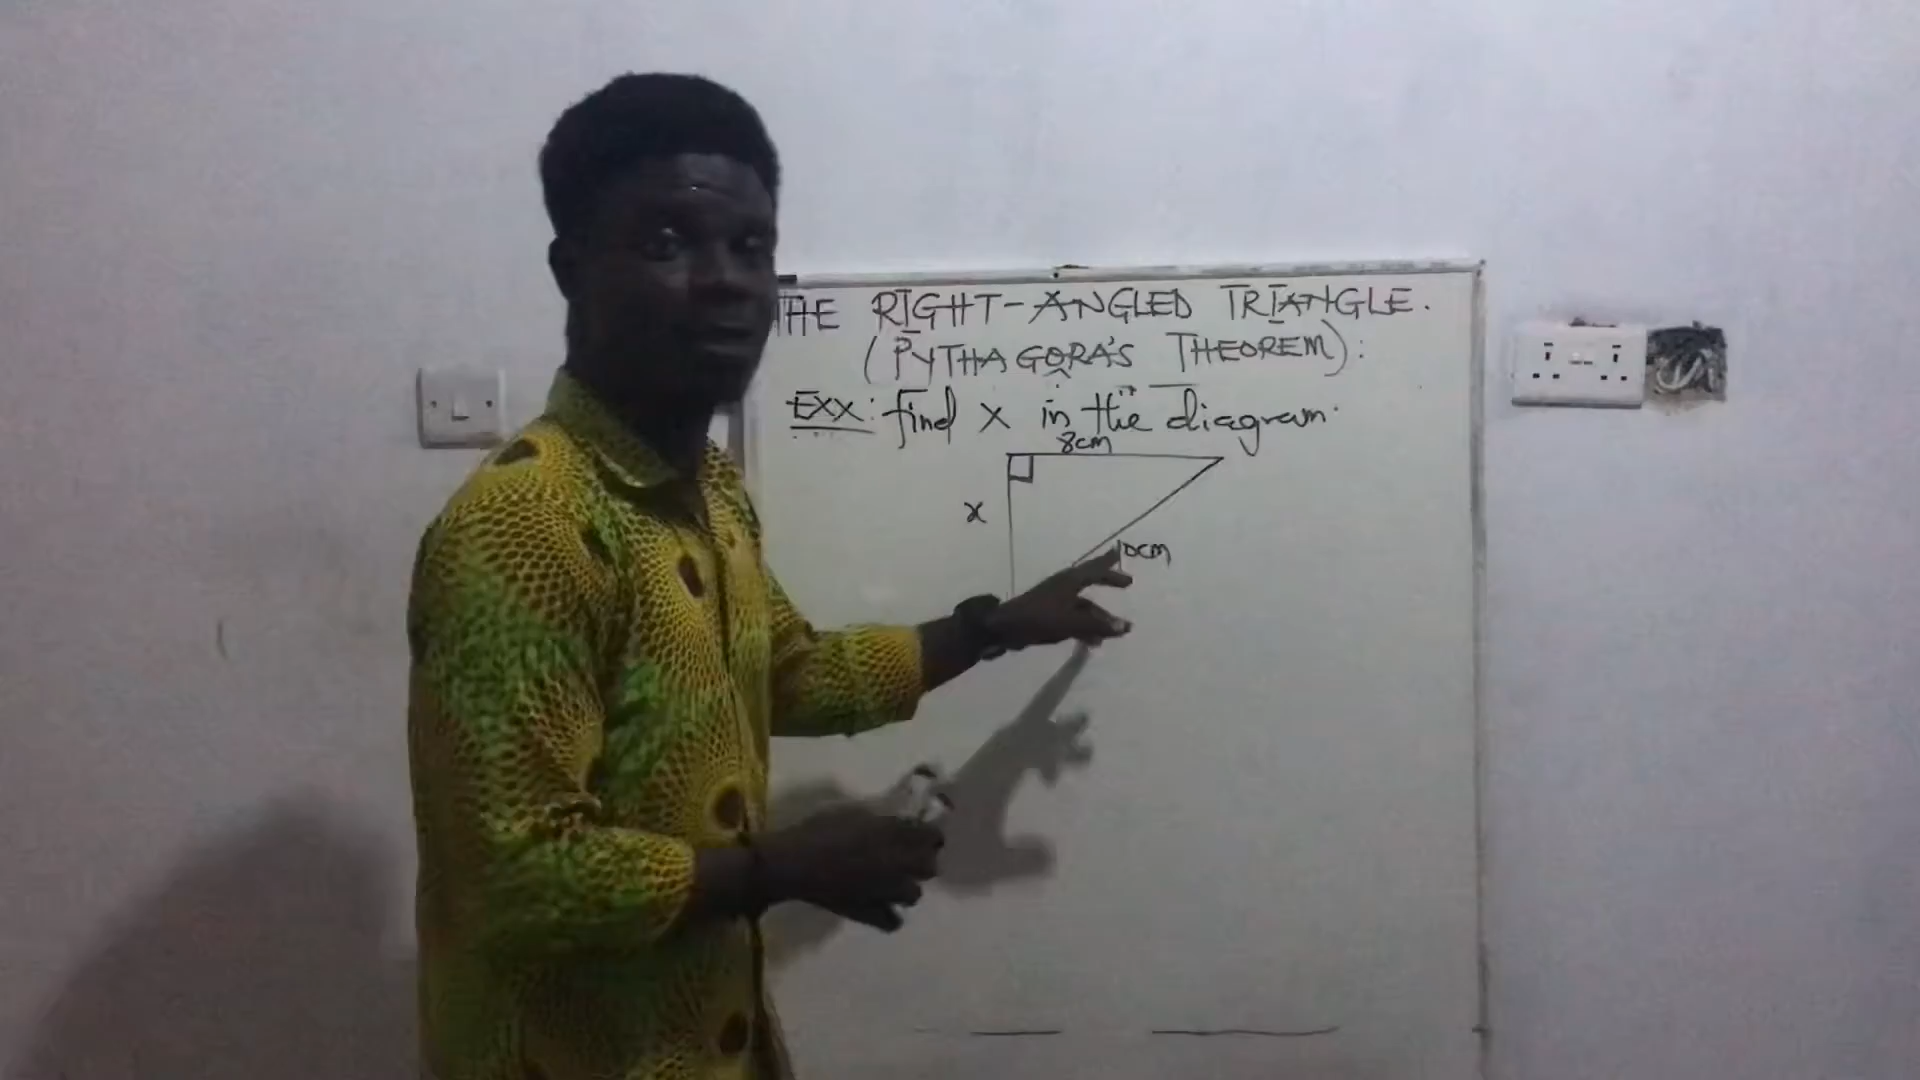 THE RIGHT-ANGLED TRIANGLE.
(PYTHAGORA'S THEOREM):
EXX: find x in the diagram.
8cm
x
10cm